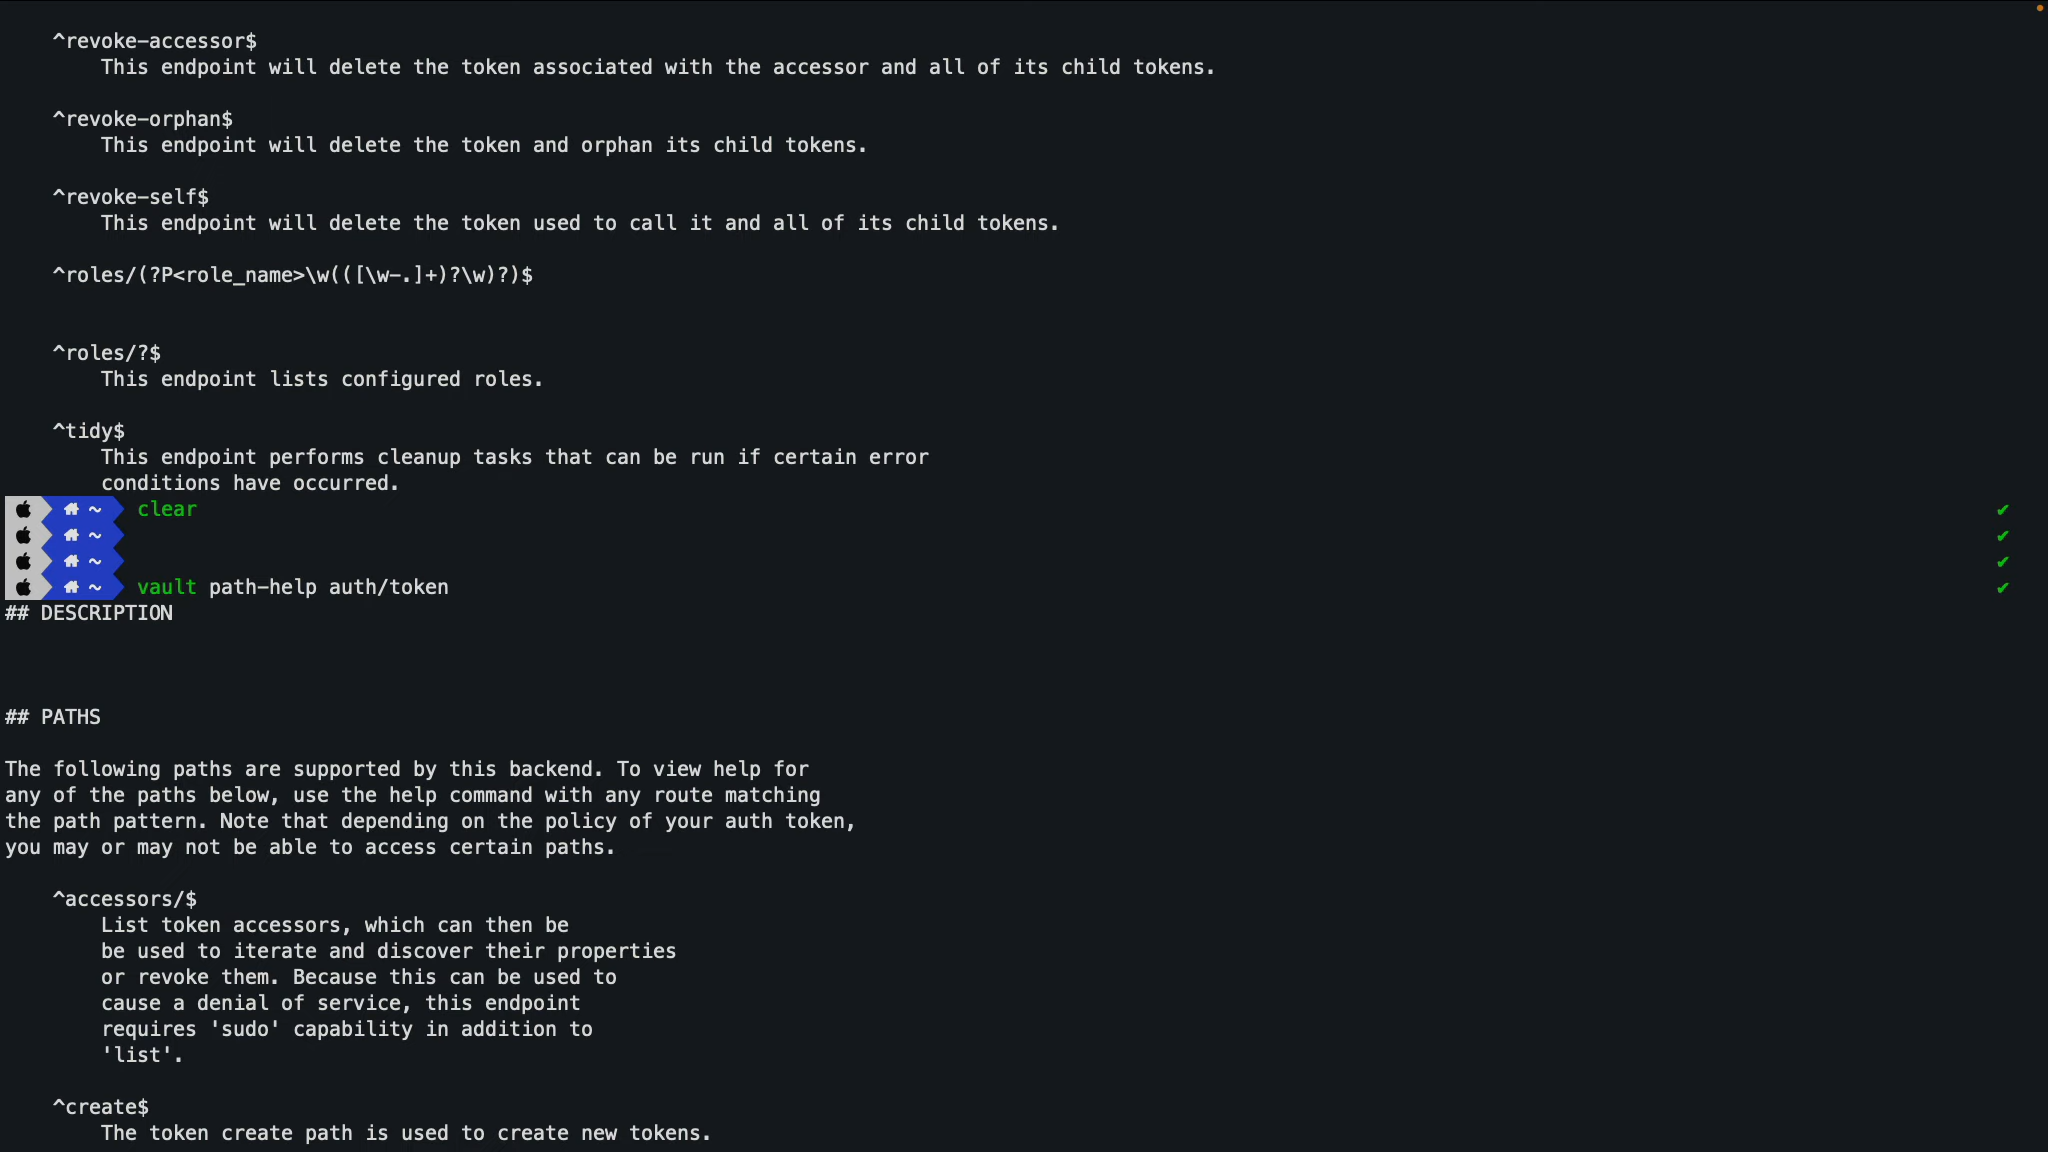 ^revoke-accessor$
This endpoint will delete the token associated with the accessor and all of its child tokens.
^revoke-orphan$
This endpoint will delete the token and orphan its child tokens.
^revoke-self$
This endpoint will delete the token used to call it and all of its child tokens.
^roles/(?P<role_name>\w(([\w-.]+)?\w)?)$
^roles/?$
This endpoint lists configured roles.
^tidy$
This endpoint performs cleanup tasks that can be run if certain error
conditions have occurred.
~ clear ✔
~ ✔
~ ✔
~ vault path-help auth/token ✔
## DESCRIPTION
## PATHS
The following paths are supported by this backend. To view help for
any of the paths below, use the help command with any route matching
the path pattern. Note that depending on the policy of your auth token,
you may or may not be able to access certain paths.
^accessors/$
List token accessors, which can then be
be used to iterate and discover their properties
or revoke them. Because this can be used to
cause a denial of service, this endpoint
requires 'sudo' capability in addition to
'list'.
^create$
The token create path is used to create new tokens.